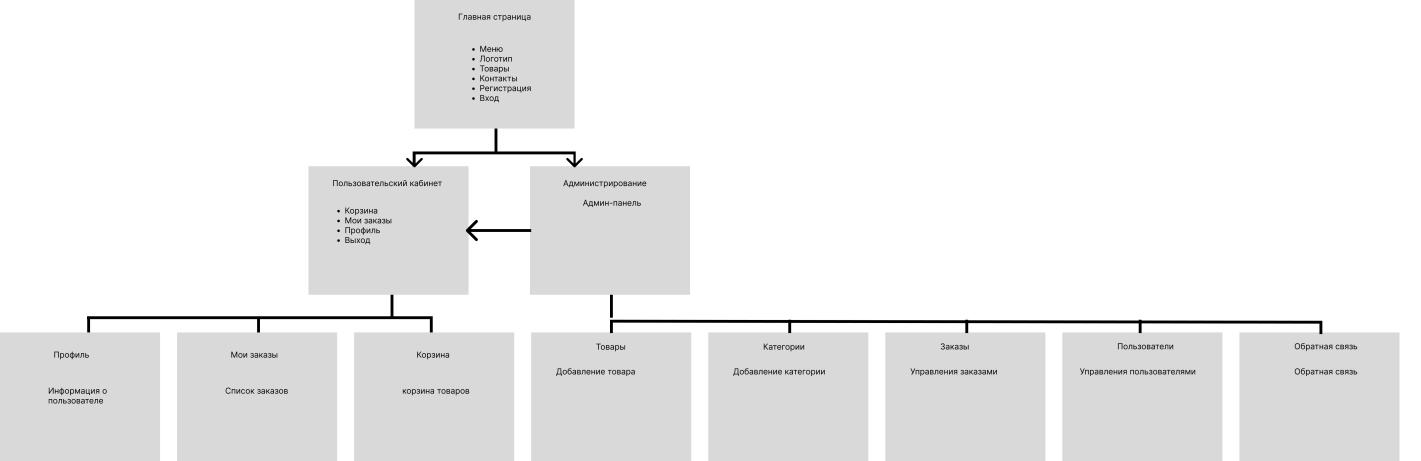 Главная страница
• Меню
• Логотип
• Товары
• Контакты
• Регистрация
• Вход
Пользовательский кабинет
• Корзина
• Мои заказы
• Профиль
• Выход
Администрирование
Админ-панель
Профиль
Информация о
пользователе
Мои заказы
Список заказов
Корзина
корзина товаров
Товары
Добавление товара
Категории
Добавление категории
Заказы
Управления заказами
Пользователи
Управления пользователями
Обратная связь
Обратная связь